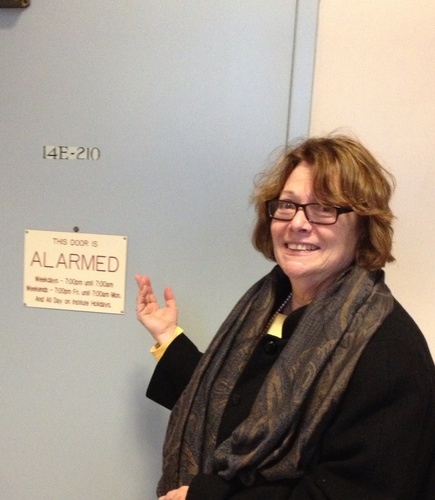 14E-210
THIS DOOR IS
ALARMED
Weekdays - 7:00pm until 7:00am
Weekends - 7:00pm Fri. until 7:00am Mon.
And All Day on Institute Holidays.